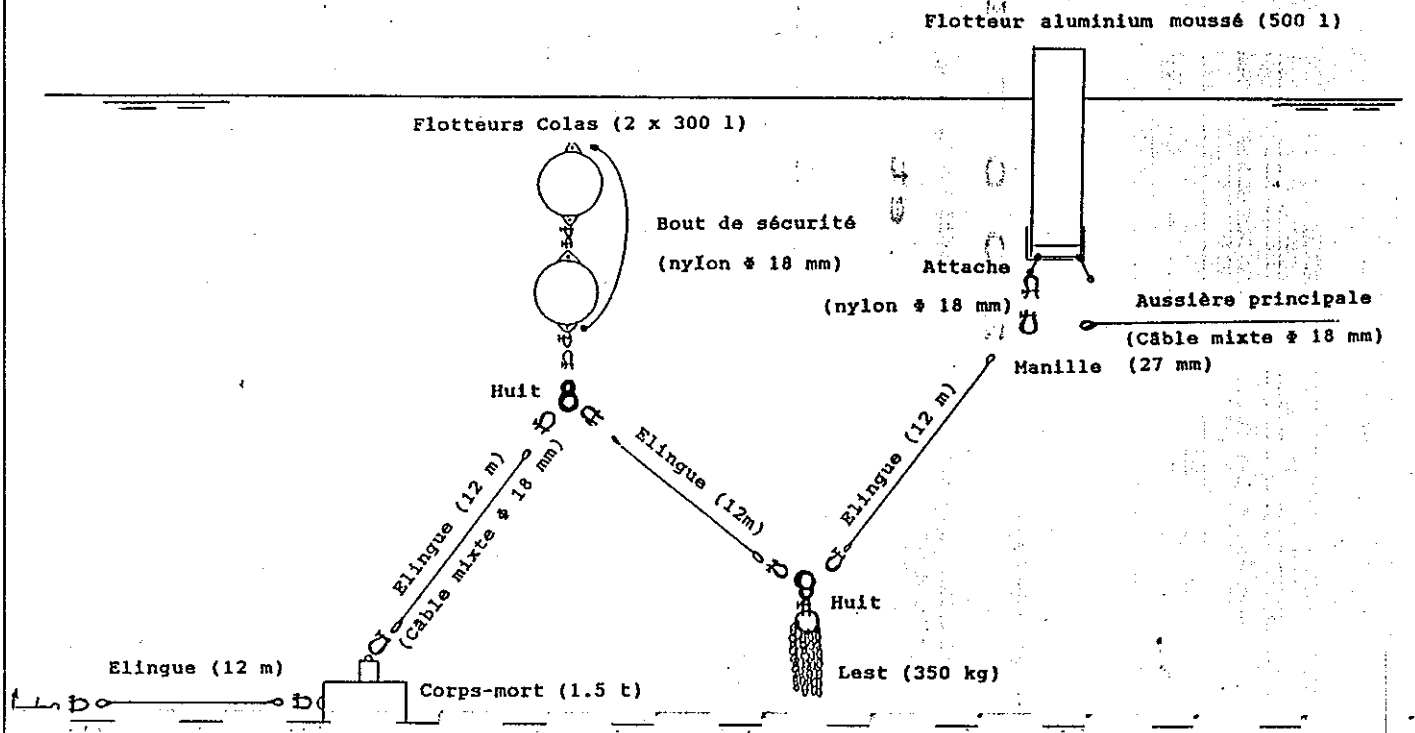 Flotteur aluminium moussé (500 l)
Flotteurs Colas (2 x 300 l)
Bout de sécurité
(nylon Φ 18 mm)
Attache
(nylon Φ 18 mm)
Aussière principale
(Câble mixte Φ 18 mm)
Manille (27 mm)
Huit
Elingue (12 m)
(Câble mixte Φ 18 mm)
Elingue (12m)
Elingue (12 m)
Huit
Lest (350 kg)
Elingue (12 m)
Corps-mort (1.5 t)